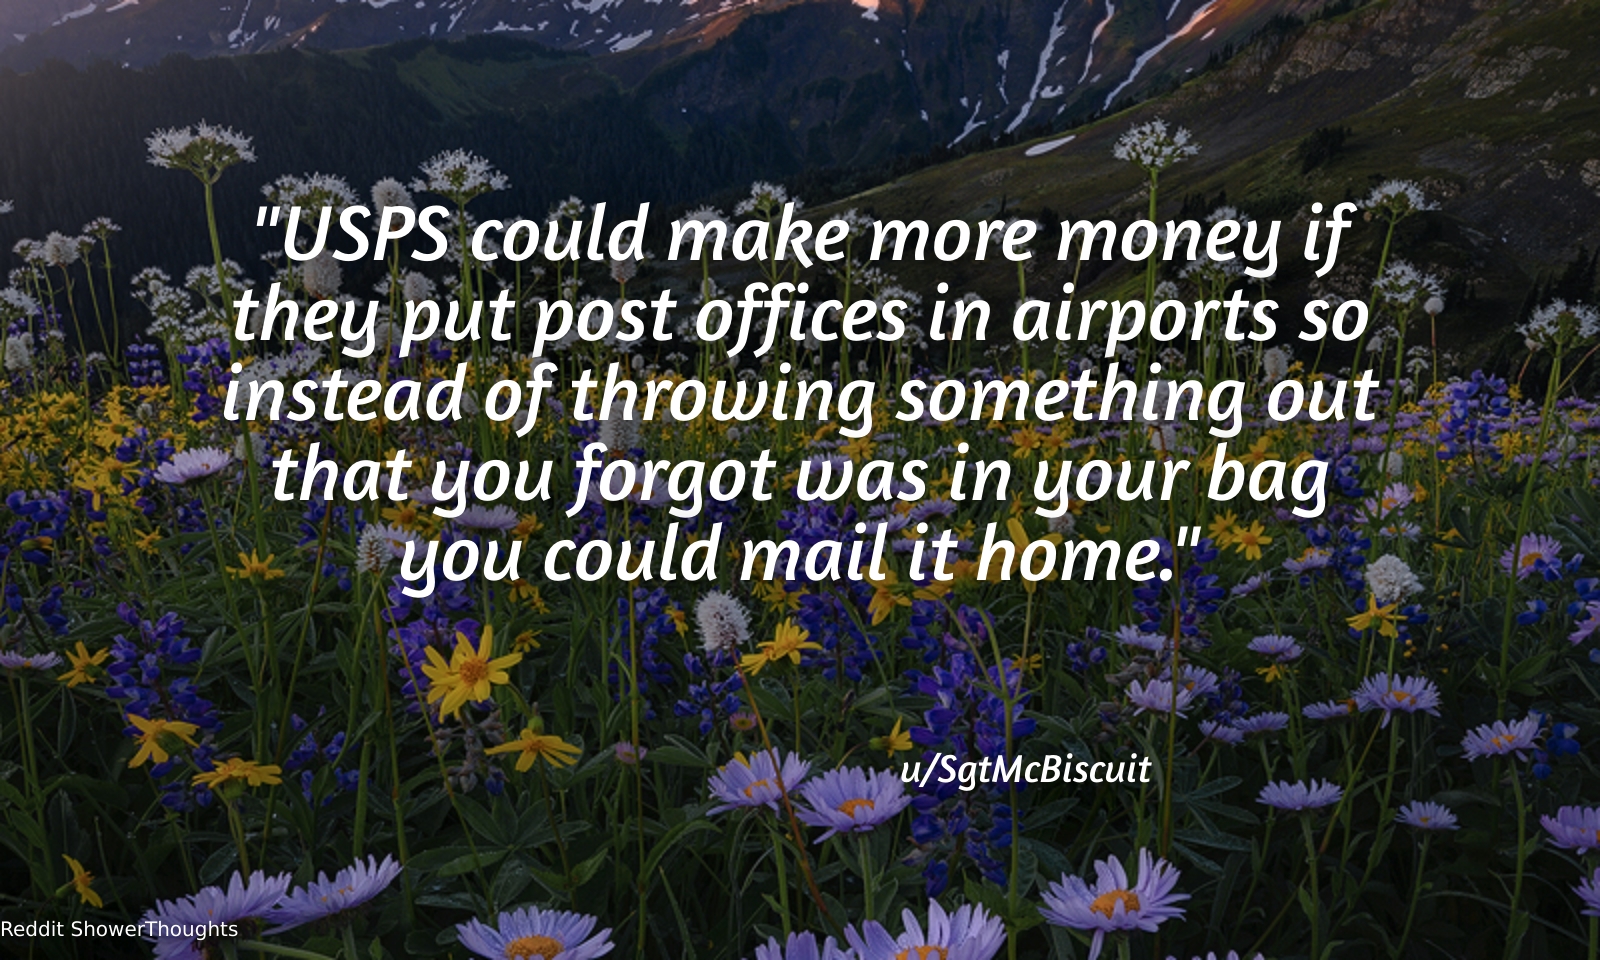 "USPS could make more money if
they put post offices in airports so
instead of throwing something out
that you forgot was in your bag
you could mail it home."
u/SgtMcBiscuit
Reddit ShowerThoughts